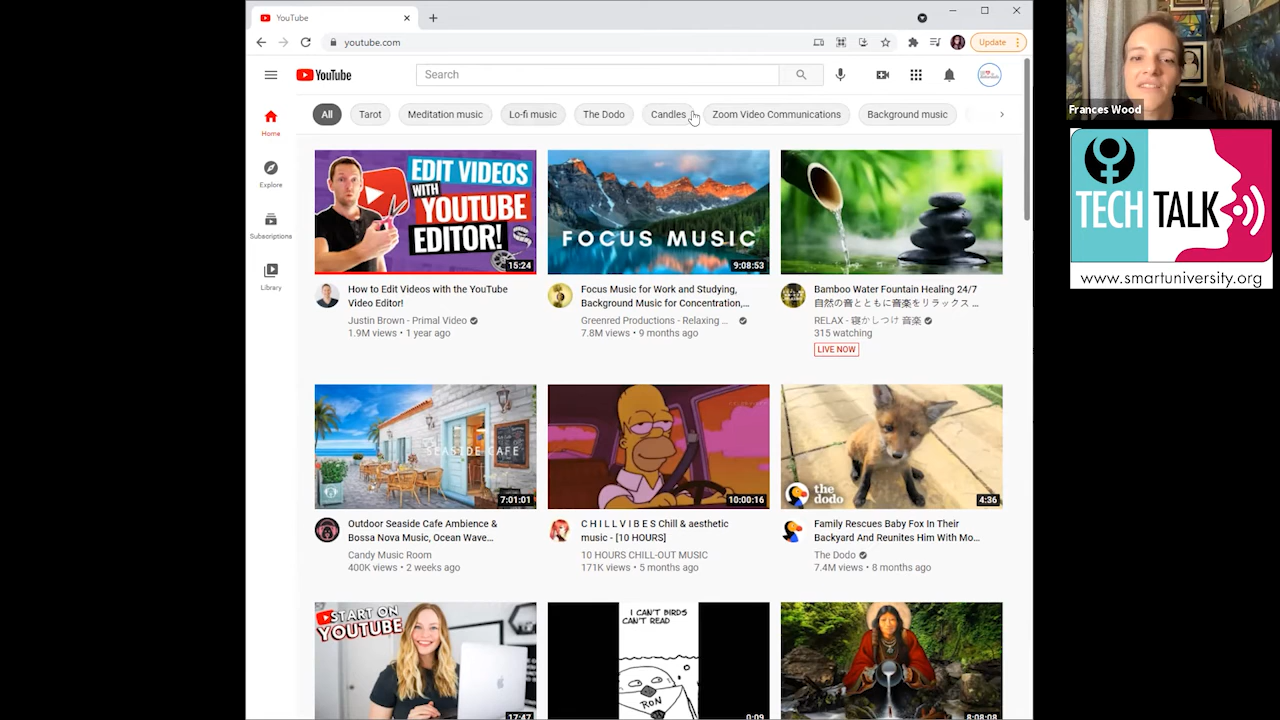 YouTube
youtube.com
Update
YouTube
Search
Home
Explore
Subscriptions
Library
All
Tarot
Meditation music
Lo-fi music
The Dodo
Candles
Zoom Video Communications
Background music
EDIT VIDEOS
WITH
YOUTUBE
EDITOR!
15:24
How to Edit Videos with the YouTube
Video Editor!
Justin Brown - Primal Video
1.9M views • 1 year ago
FOCUS MUSIC
9:08:53
Focus Music for Work and Studying,
Background Music for Concentration,...
Greenred Productions - Relaxing ...
7.8M views • 9 months ago
Bamboo Water Fountain Healing 24/7
自然の音とともに音楽をリラックス ...
RELAX - 寝かしつけ 音楽
315 watching
LIVE NOW
SEASIDE CAFE
7:01:01
Outdoor Seaside Cafe Ambience &
Bossa Nova Music, Ocean Wave...
Candy Music Room
400K views • 2 weeks ago
10:00:16
C H I L L V I B E S Chill & aesthetic
music - [10 HOURS]
10 HOURS CHILL-OUT MUSIC
171K views • 5 months ago
the
dodo
4:36
Family Rescues Baby Fox In Their
Backyard And Reunites Him With Mo...
The Dodo
7.4M views • 8 months ago
START ON
YOUTUBE
17:47
I CAN'T BIRDS
CAN'T READ
RON
0:09
8:08:08
Frances Wood
TECH TALK
www.smartuniversity.org